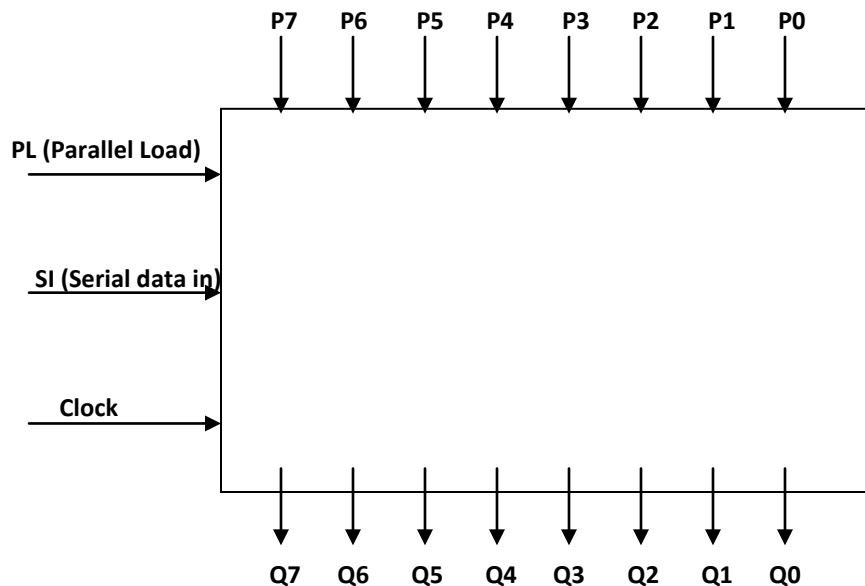 P7 P6 P5 P4 P3 P2 P1 P0
PL (Parallel Load)
SI (Serial data in)
Clock
Q7 Q6 Q5 Q4 Q3 Q2 Q1 Q0